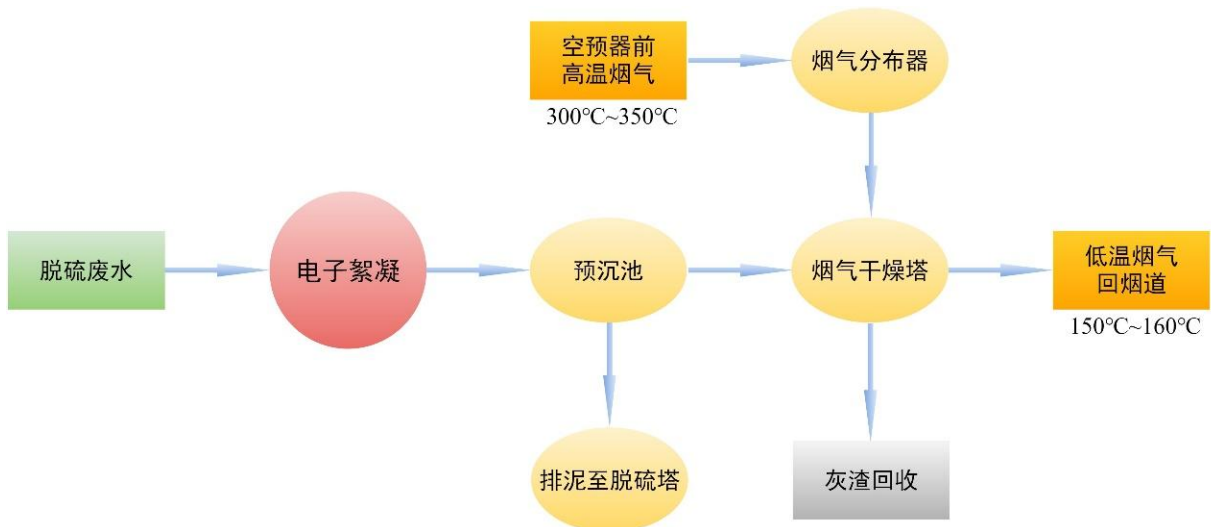 空预器前
高温烟气
300℃~350℃
烟气分布器
脱硫废水
电子絮凝
预沉池
烟气干燥塔
低温烟气
回烟道
150℃~160℃
排泥至脱硫塔
灰渣回收